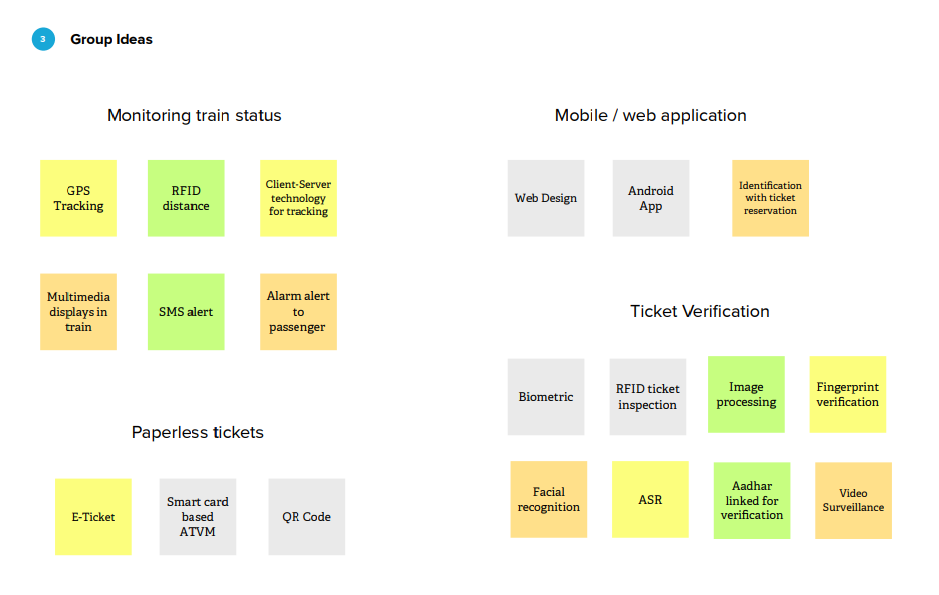 3 Group Ideas
Monitoring train status
GPS
Tracking
RFID
distance
Client-Server
technology
for tracking
Multimedia
displays in
train
SMS alert
Alarm alert
to
passenger
Paperless tickets
E-Ticket
Smart card
based
ATVM
QR Code
Mobile / web application
Web Design
Android
App
Identification
with ticket
reservation
Ticket Verification
Biometric
RFID ticket
inspection
Image
processing
Fingerprint
verification
Facial
recognition
ASR
Aadhar
linked for
verification
Video
Surveillance